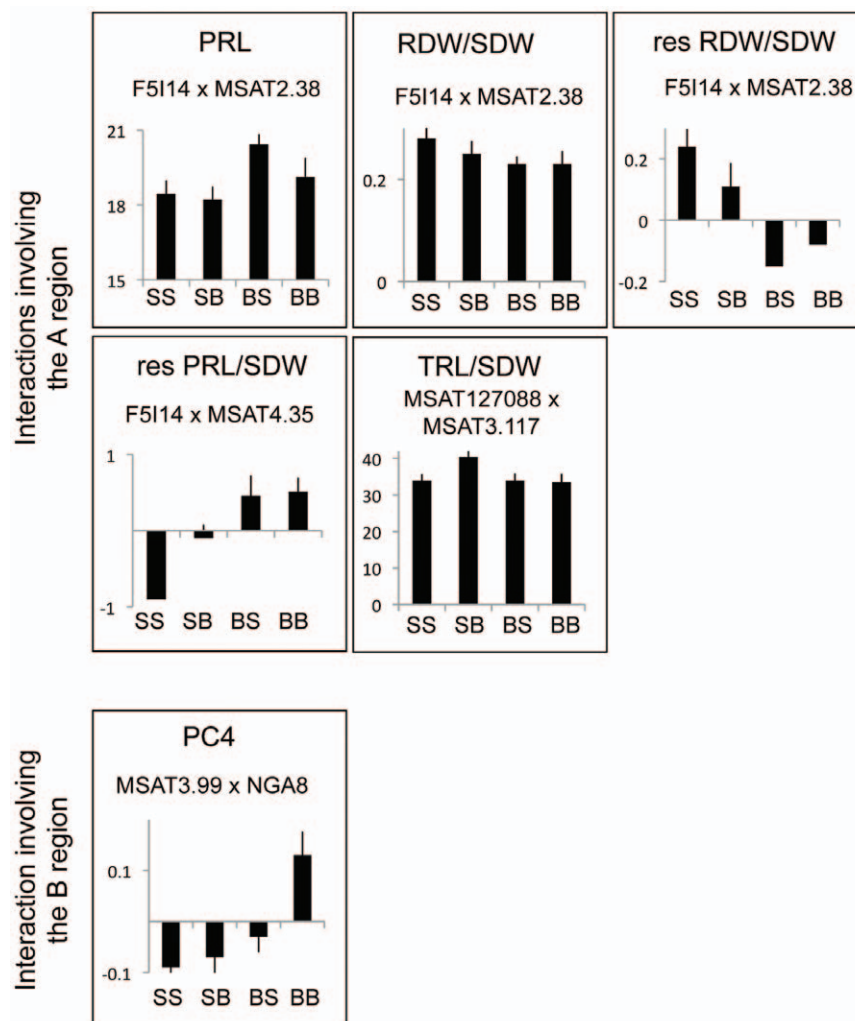 Interactions involving
the A region
PRL
F5I14 x MSAT2.38
21
18
15
SS SB BS BB
RDW/SDW
F5I14 x MSAT2.38
0.2
0
SS SB BS BB
res RDW/SDW
F5I14 x MSAT2.38
0.2
0
-0.2
SS SB BS BB
res PRL/SDW
F5I14 x MSAT4.35
1
-1
SS SB BS BB
TRL/SDW
MSAT127088 x
MSAT3.117
40
30
20
10
0
SS SB BS BB
Interaction involving
the B region
PC4
MSAT3.99 x NGA8
0.1
-0.1
SS SB BS BB